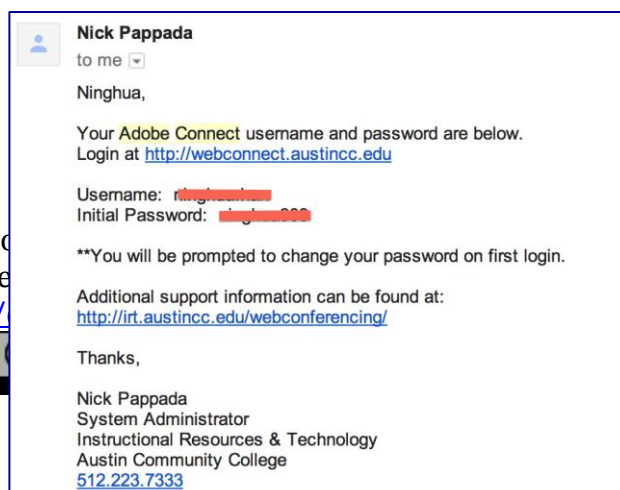 Nick Pappada
to me
Ninghua,
Your Adobe Connect username and password are below.
Login at http://webconnect.austincc.edu
Username:
Initial Password:
**You will be prompted to change your password on first login.
Additional support information can be found at:
http://irt.austincc.edu/webconferencing/
Thanks,
Nick Pappada
System Administrator
Instructional Resources & Technology
Austin Community College
512.223.7333